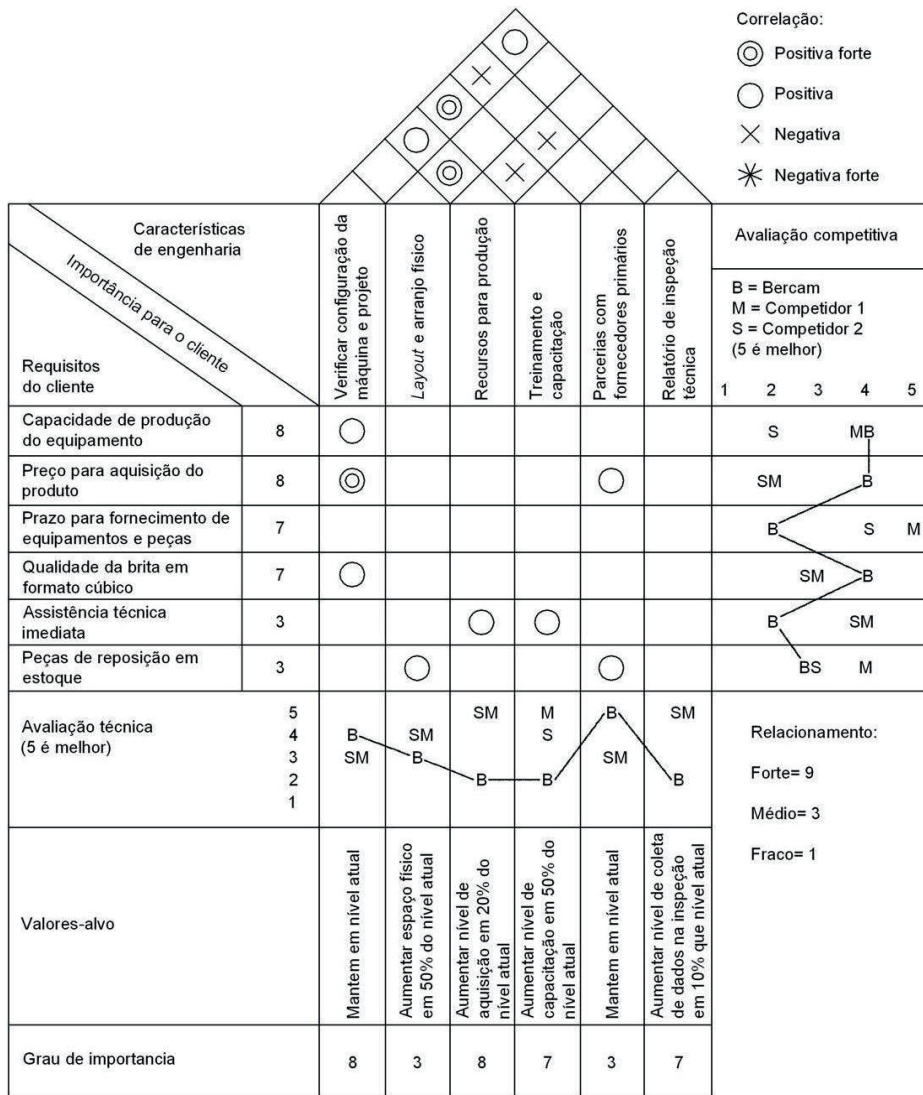 Correlação:
Positiva forte
Positiva
Negativa
Negativa forte
Características
de engenharia
Importância para o cliente
Requisitos
do cliente
Verificar configuração da
máquina e projeto
Layout e arranjo físico
Recursos para produção
Treinamento e
capacitação
Parcerias com
fornecedores primários
Relatório de inspeção
técnica
Avaliação competitiva
B = Bercam
M = Competidor 1
S = Competidor 2
(5 é melhor)
1 2 3 4 5
Capacidade de produção
do equipamento
8
S MB
Preço para aquisição do
produto
8
SM B
Prazo para fornecimento de
equipamentos e peças
7
B S M
Qualidade da brita em
formato cúbico
7
SM B
Assistência técnica
imediata
3
B SM
Peças de reposição em
estoque
3
BS M
Avaliação técnica
(5 é melhor)
5 SM M B SM
4 B SM S
3 SM B SM
2 B B B
1
Relacionamento:
Forte= 9
Médio= 3
Fraco= 1
Valores-alvo
Mantem em nível atual
Aumentar espaço físico
em 50% do nível atual
Aumentar nível de
aquisição em 20% do
nível atual
Aumentar nível de
capacitação em 50% do
nível atual
Mantem em nível atual
Aumentar nível de coleta
de dados na inspeção
em 10% que nível atual
Grau de importancia
8 3 8 7 3 7